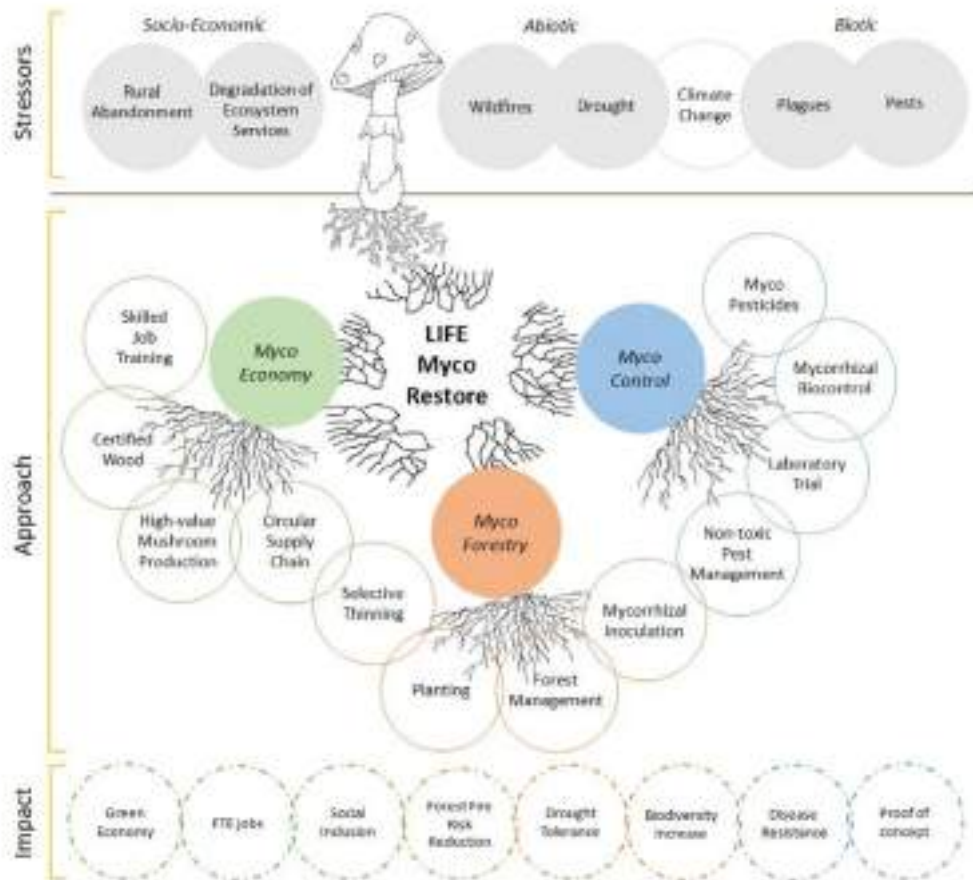 Stressors
Socio-Economic
Abiotic
Biotic
Rural
Abandonment
Degradation of
Ecosystem
Services
Wildfires
Drought
Climate
Change
Plagues
Pests
Approach
LIFE
Myco
Restore
Myco
Economy
Myco
Control
Myco
Forestry
Skilled
Job
Training
Certified
Wood
High-value
Mushroom
Production
Circular
Supply
Chain
Selective
Thinning
Planting
Forest
Management
Mycorrhizal
Inoculation
Non-toxic
Pest
Management
Laboratory
Trial
Mycorrhizal
Biocontrol
Myco
Pesticides
Impact
Green
Economy
FTE jobs
Social
Inclusion
Forest Fire
Risk
Reduction
Drought
Tolerance
Biodiversity
Increase
Disease
Resistance
Proof of
concept